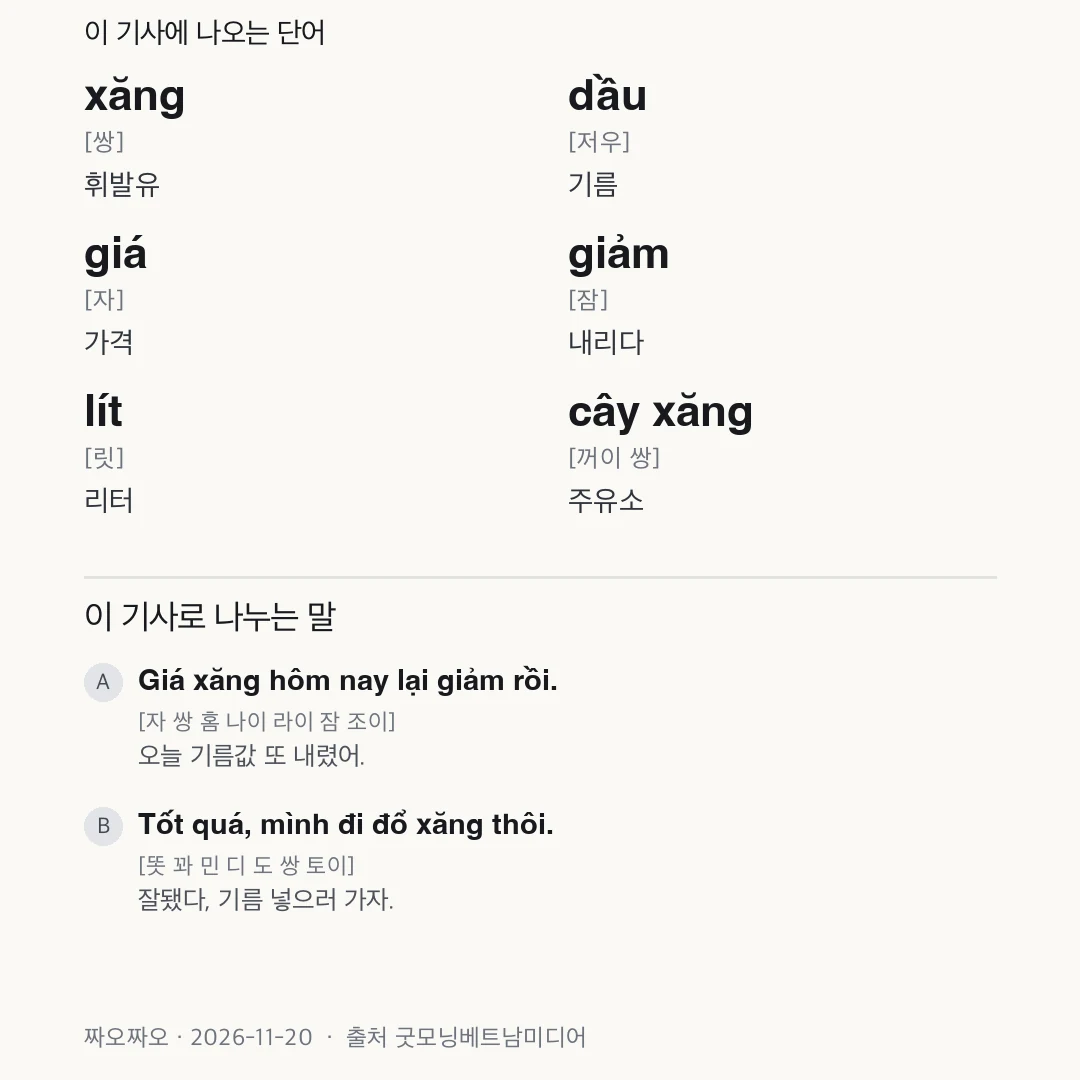 이 기사에 나오는 단어
xăng
[쌍]
휘발유
dầu
[저우]
기름
giá
[자]
가격
giảm
[잠]
내리다
lít
[릿]
리터
cây xăng
[꺼이 쌍]
주유소
이 기사로 나누는 말
A Giá xăng hôm nay lại giảm rồi.
[자 쌍 홈 나이 라이 잠 조이]
오늘 기름값 또 내렸어.
B Tốt quá, mình đi đổ xăng thôi.
[똣 꽈 민 디 도 쌍 토이]
잘됐다, 기름 넣으러 가자.
짜오짜오 · 2026-11-20 · 출처 굿모닝베트남미디어